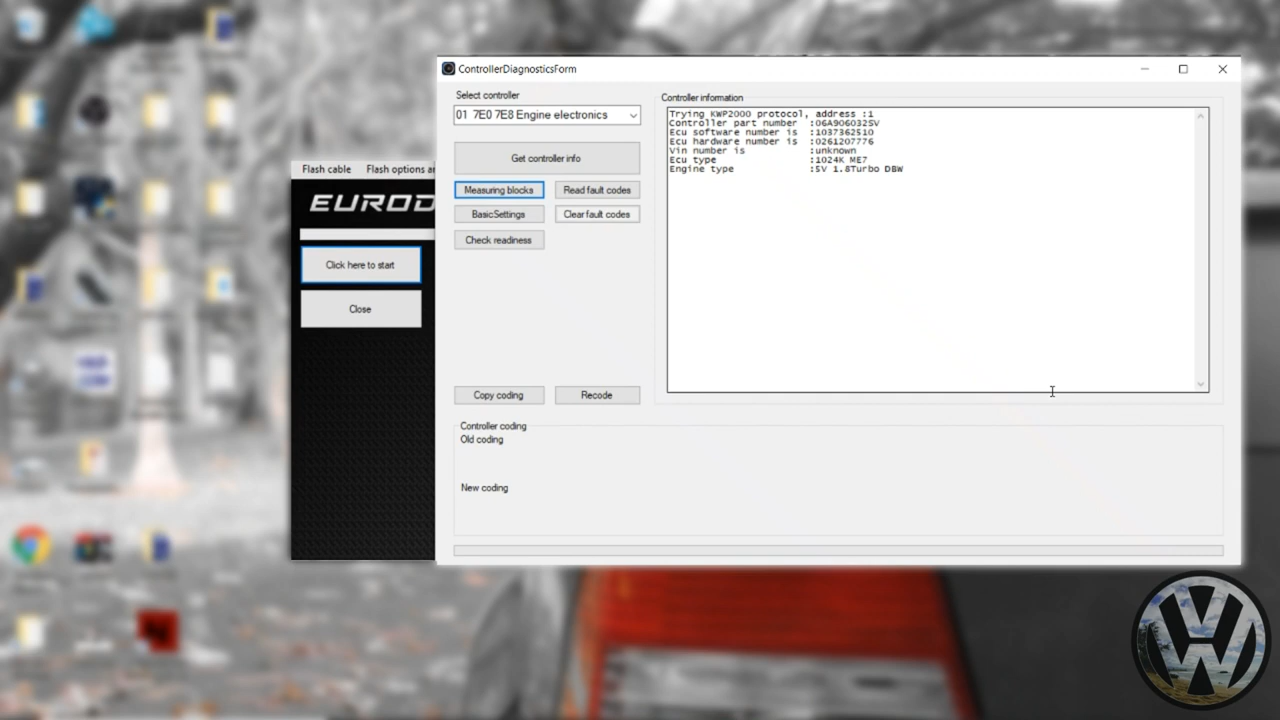 ControllerDiagnosticsForm
Select controller
01 7E0 7E8 Engine electronics
Get controller info
Measuring blocks
Read fault codes
BasicSettings
Clear fault codes
Check readiness
Copy coding
Recode
Controller information
Trying KWP2000 protocol, address :1
Controller part number :06A906032SV
Ecu software number is :1037362510
Ecu hardware number is :0261207776
Vin number is :unknown
Ecu type :1024K ME7
Engine type :5V 1.8Turbo DBW
Controller coding
Old coding
New coding
Flash cable Flash options a
EUROD
Click here to start
Close